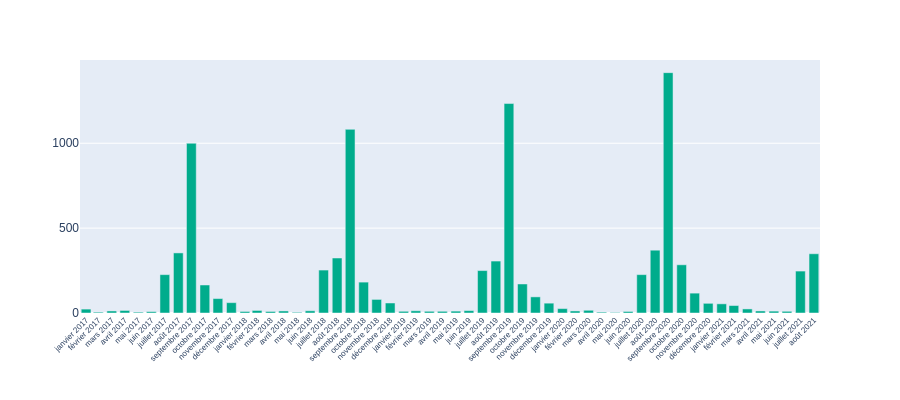 1000
500
0
janvier 2017
février 2017
mars 2017
avril 2017
mai 2017
juin 2017
juillet 2017
août 2017
septembre 2017
octobre 2017
novembre 2017
décembre 2017
janvier 2018
février 2018
mars 2018
avril 2018
mai 2018
juin 2018
juillet 2018
août 2018
septembre 2018
octobre 2018
novembre 2018
décembre 2018
janvier 2019
février 2019
mars 2019
avril 2019
mai 2019
juin 2019
juillet 2019
août 2019
septembre 2019
octobre 2019
novembre 2019
décembre 2019
janvier 2020
février 2020
mars 2020
avril 2020
mai 2020
juin 2020
juillet 2020
août 2020
septembre 2020
octobre 2020
novembre 2020
décembre 2020
janvier 2021
février 2021
mars 2021
avril 2021
mai 2021
juin 2021
juillet 2021
août 2021